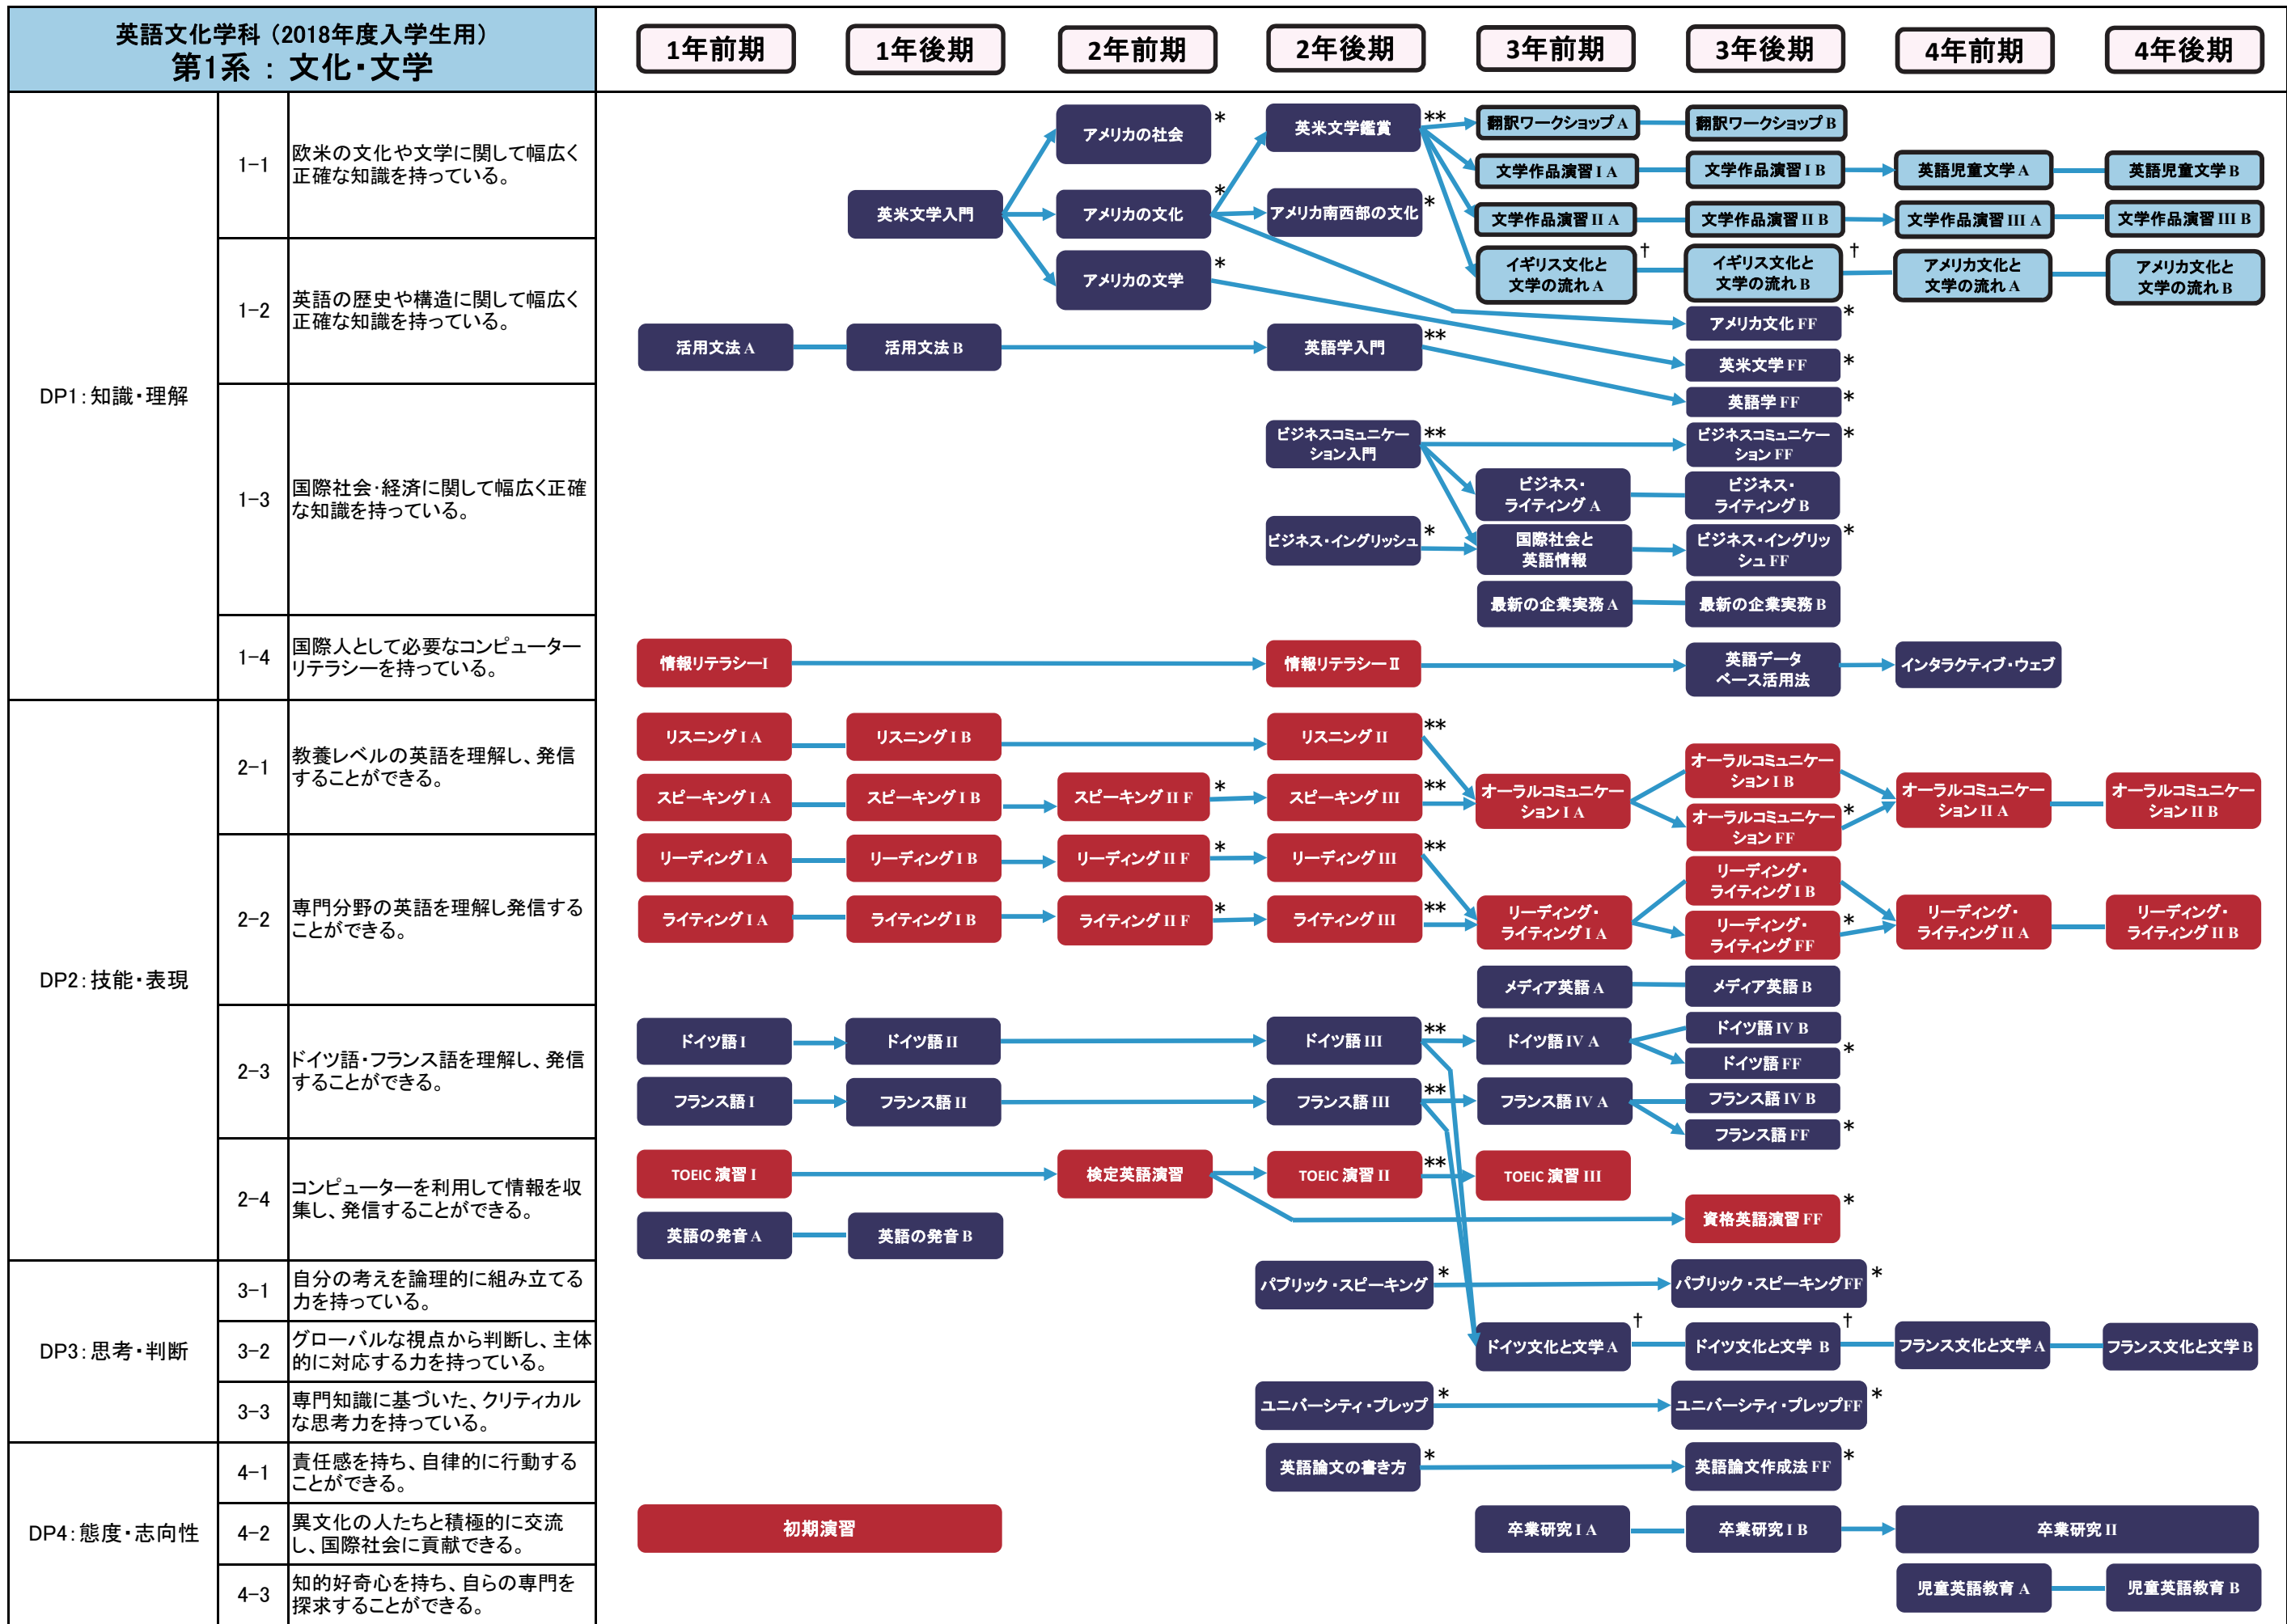 英語文化学科（2018年度入学生用）
第1系 ： 文化・文学
1年前期
1年後期
2年前期
2年後期
3年前期
3年後期
4年前期
4年後期
DP1：知識・理解
1-1
欧米の文化や文学に関して幅広く
正確な知識を持っている。
1-2
英語の歴史や構造に関して幅広く
正確な知識を持っている。
1-3
国際社会・経済に関して幅広く正確
な知識を持っている。
1-4
国際人として必要なコンピューター
リテラシーを持っている。
DP2：技能・表現
2-1
教養レベルの英語を理解し、発信
することができる。
2-2
専門分野の英語を理解し発信する
ことができる。
2-3
ドイツ語・フランス語を理解し、発信
することができる。
2-4
コンピューターを利用して情報を収
集し、発信することができる。
DP3：思考・判断
3-1
自分の考えを論理的に組み立てる
力を持っている。
3-2
グローバルな視点から判断し、主体
的に対応する力を持っている。
3-3
専門知識に基づいた、クリティカル
な思考力を持っている。
DP4：態度・志向性
4-1
責任感を持ち、自律的に行動する
ことができる。
4-2
異文化の人たちと積極的に交流
し、国際社会に貢献できる。
4-3
知的好奇心を持ち、自らの専門を
探求することができる。
アメリカの社会 *
英米文学鑑賞 **
翻訳ワークショップ A
翻訳ワークショップ B
文学作品演習 I A
文学作品演習 I B
英語児童文学 A
英語児童文学 B
英米文学入門
アメリカの文化 *
アメリカ南西部の文化 *
文学作品演習 II A
文学作品演習 II B
文学作品演習 III A
文学作品演習 III B
アメリカの文学 *
イギリス文化と
文学の流れ A †
イギリス文化と
文学の流れ B †
アメリカ文化と
文学の流れ A
アメリカ文化と
文学の流れ B
アメリカ文化 FF *
活用文法 A
活用文法 B
英語学入門 **
英米文学 FF *
英語学 FF *
ビジネスコミュニケー
ション入門 **
ビジネスコミュニケー
ション FF *
ビジネス・
ライティング A
ビジネス・
ライティング B
ビジネス・イングリッシュ *
国際社会と
英語情報
ビジネス・イングリッ
シュ FF *
最新の企業実務 A
最新の企業実務 B
情報リテラシーI
情報リテラシーⅡ
英語データ
ベース活用法
インタラクティブ・ウェブ
リスニング I A
リスニング I B
リスニング II **
スピーキング I A
スピーキング I B
スピーキング II F *
スピーキング III **
オーラルコミュニケー
ション I A
オーラルコミュニケー
ション I B
オーラルコミュニケー
ション FF *
オーラルコミュニケー
ション II A
オーラルコミュニケー
ション II B
リーディング I A
リーディング I B
リーディング II F *
リーディング III **
ライティング I A
ライティング I B
ライティング II F *
ライティング III **
リーディング・
ライティング I A
リーディング・
ライティング I B
リーディング・
ライティング FF *
リーディング・
ライティング II A
リーディング・
ライティング II B
メディア英語 A
メディア英語 B
ドイツ語 I
ドイツ語 II
ドイツ語 III **
ドイツ語 IV A
ドイツ語 IV B
ドイツ語 FF *
フランス語 I
フランス語 II
フランス語 III **
フランス語 IV A
フランス語 IV B
フランス語 FF *
TOEIC 演習 I
検定英語演習
TOEIC 演習 II **
TOEIC 演習 III
資格英語演習 FF *
英語の発音 A
英語の発音 B
パブリック・スピーキング *
パブリック・スピーキングFF *
ドイツ文化と文学 A †
ドイツ文化と文学 B †
フランス文化と文学 A
フランス文化と文学 B
ユニバーシティ・プレップ *
ユニバーシティ・プレップFF *
英語論文の書き方 *
英語論文作成法 FF *
初期演習
卒業研究 I A
卒業研究 I B
卒業研究 II
児童英語教育 A
児童英語教育 B